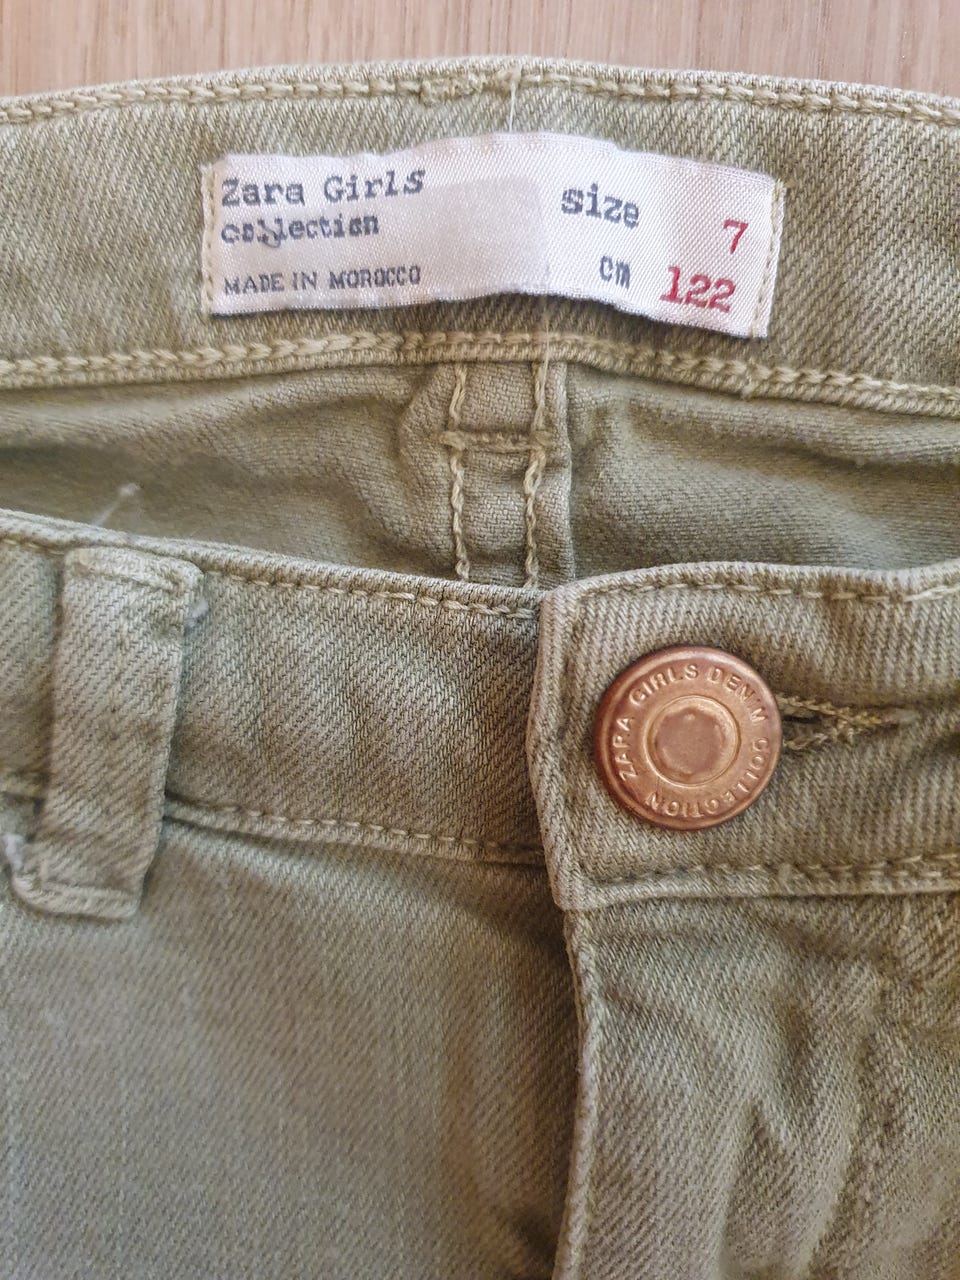 Zara Girls
collection
MADE IN MOROCCO
size 7
cm 122
ZARA GIRLS DENIM COLLECTION